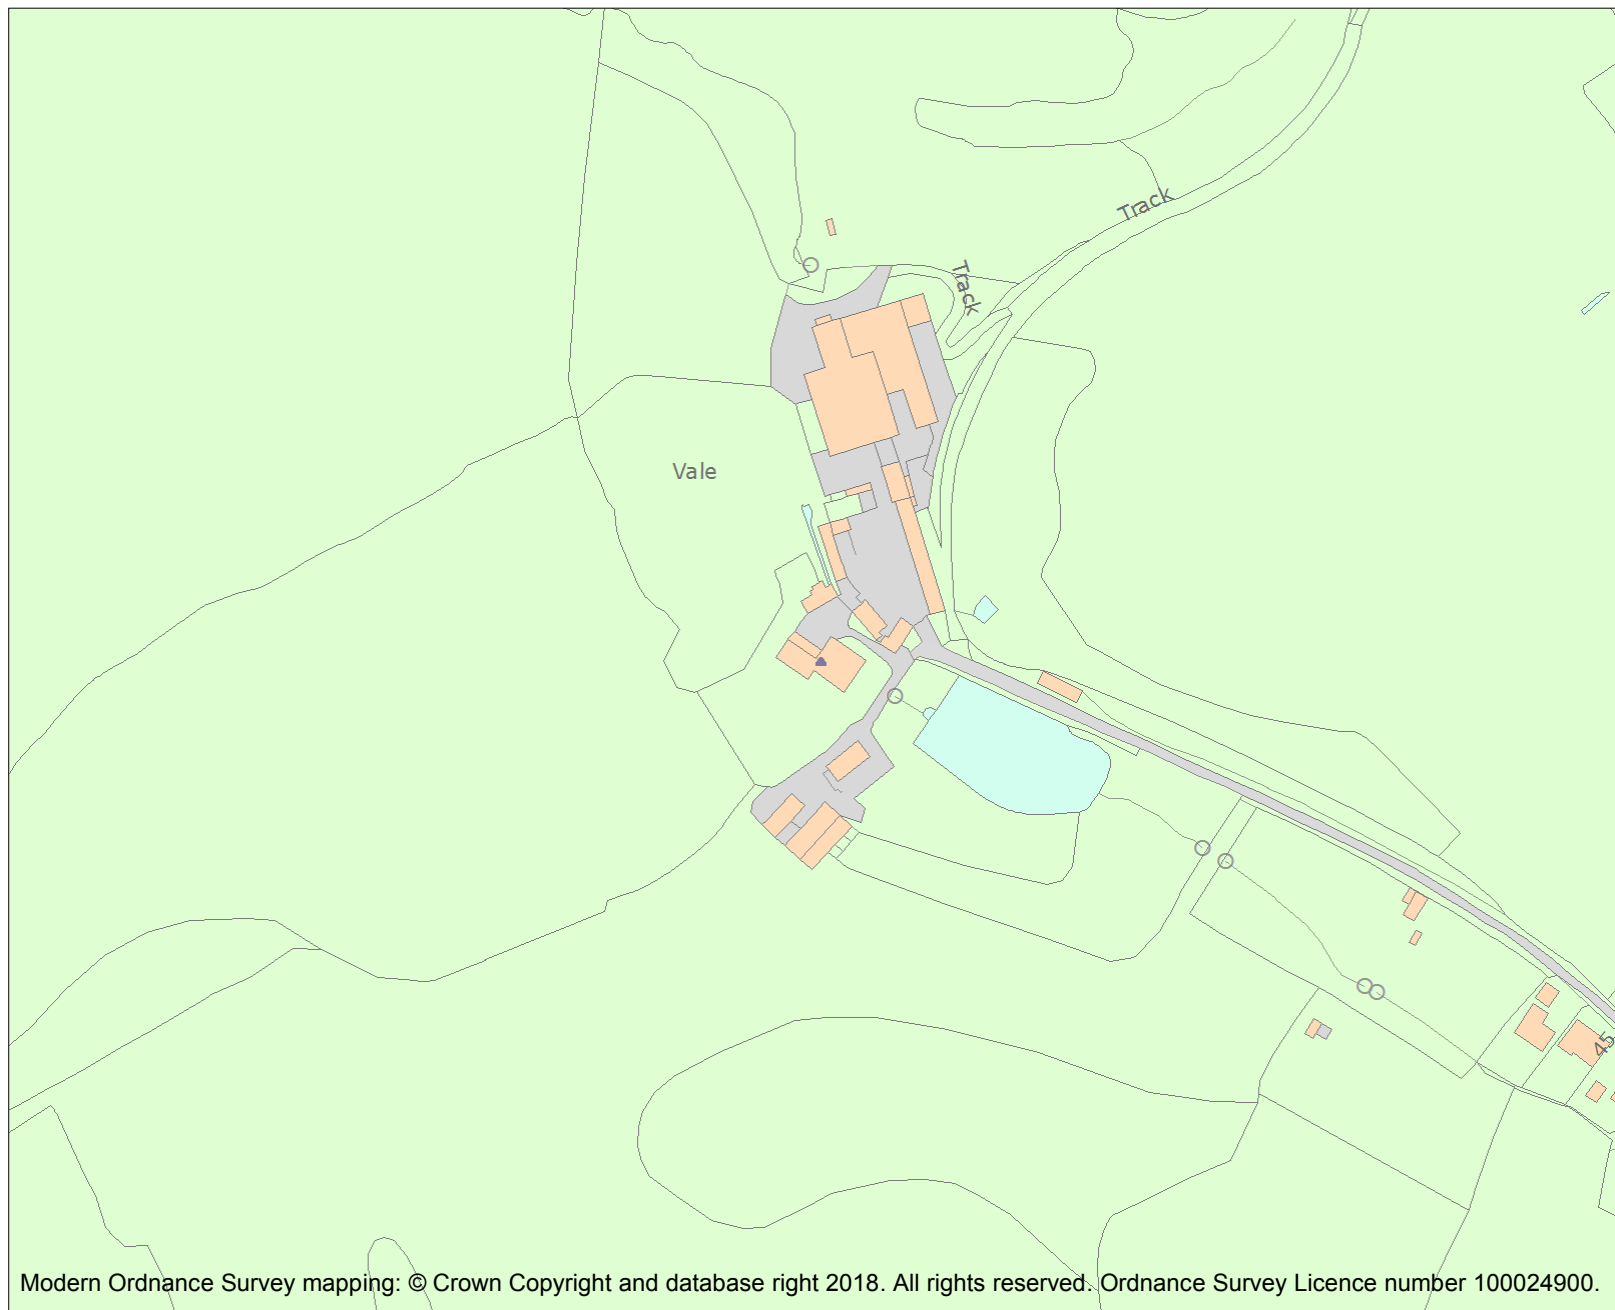 Track
Track
Vale
45
Modern Ordnance Survey mapping: © Crown Copyright and database right 2018. All rights reserved. Ordnance Survey Licence number 100024900.